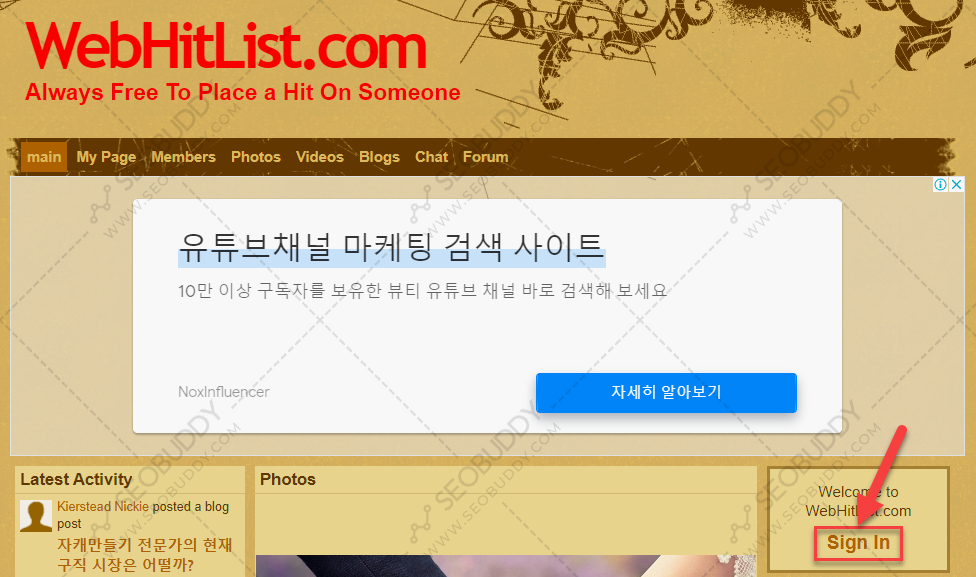 WebHitList.com
Always Free To Place a Hit On Someone
main My Page Members Photos Videos Blogs Chat Forum
유튜브채널 마케팅 검색 사이트
10만 이상 구독자를 보유한 뷰티 유튜브 채널 바로 검색해 보세요
NoxInfluencer
자세히 알아보기
Latest Activity
Kierstead Nickie posted a blog
post
자캐만들기 전문가의 현재
구직 시장은 어떨까?
Photos
Welcome to
WebHitList.com
Sign In
SEOBUDDY
WWW.SEOBUDDY.COM